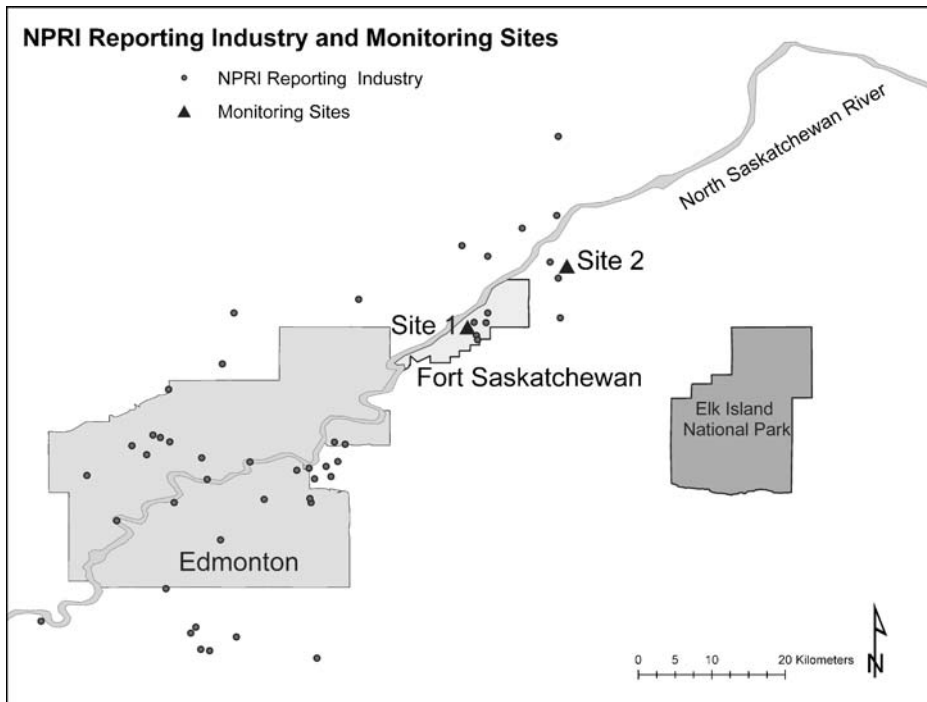 NPRI Reporting Industry and Monitoring Sites
NPRI Reporting Industry
Monitoring Sites
North Saskatchewan River
Site 2
Site 1
Fort Saskatchewan
Elk Island
National Park
Edmonton
N
0 5 10 20 Kilometers